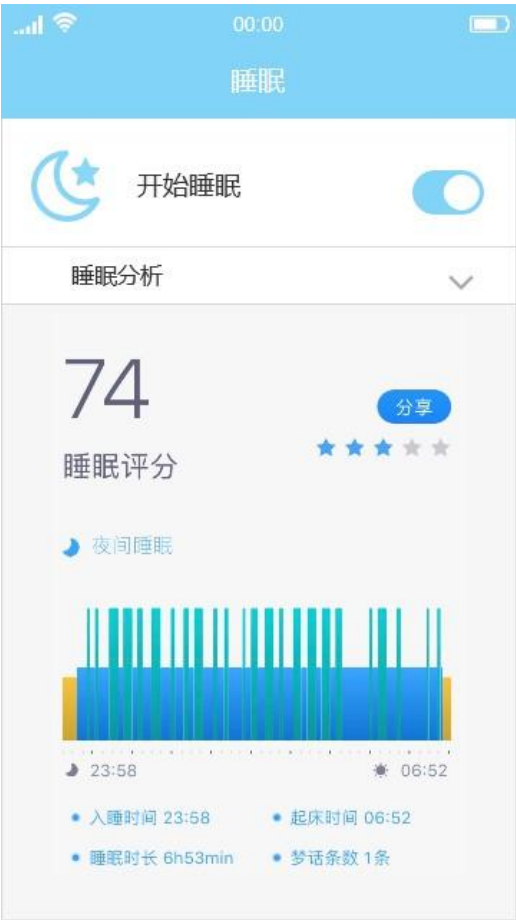 00:00
睡眠
开始睡眠
睡眠分析
74
分享
睡眠评分
夜间睡眠
23:58 06:52
入睡时间 23:58 起床时间 06:52
睡眠时长 6h53min 梦话条数 1条